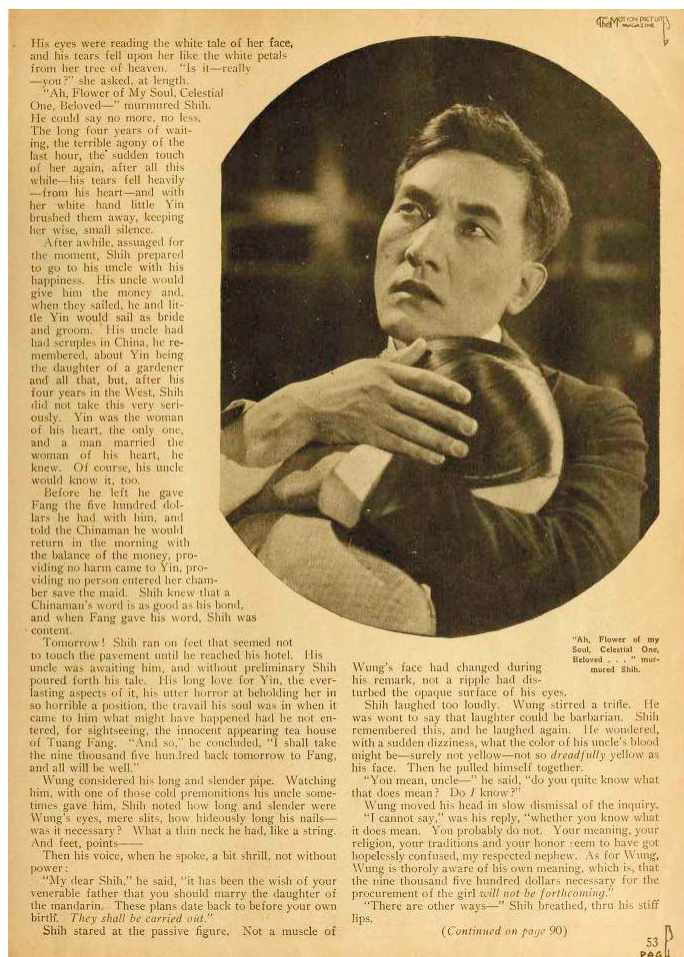 The MOTION PICTURE
MAGAZINE
His eyes were reading the white tale of her face,
and his tears fell upon her like the white petals
from her tree of heaven. "Is it—really
—you?" she asked, at length.
"Ah, Flower of My Soul, Celestial
One, Beloved—" murmured Shih.
He could say no more, no less.
The long four years of wait-
ing, the terrible agony of the
last hour, the sudden touch
of her again, after all this
while—his tears fell heavily
—from his heart—and with
her white hand little Yin
brushed them away, keeping
her wise, small silence.
After awhile, assuaged for
the moment, Shih prepared
to go to his uncle with his
happiness. His uncle would
give him the money and,
when they sailed, he and lit-
tle Yin would sail as bride
and groom. His uncle had
had scruples in China, he re-
membered, about Yin being
the daughter of a gardener
and all that, but, after his
four years in the West, Shih
did not take this very seri-
ously. Yin was the woman
of his heart, the only one,
and a man married the
woman of his heart, he
knew. Of course, his uncle
would know it, too.
Before he left he gave
Fang the five hundred dol-
lars he had with him, and
told the Chinaman he would
return in the morning with
the balance of the money, pro-
viding no harm came to Yin, pro-
viding no person entered her cham-
ber save the maid. Shih knew that a
Chinaman's word is as good as his bond,
and when Fang gave his word, Shih was
content.
Tomorrow! Shih ran on feet that seemed not
to touch the pavement until he reached his hotel. His
uncle was awaiting him, and without preliminary Shih
poured forth his tale. His long love for Yin, the ever-
lasting aspects of it, his utter horror at beholding her in
so horrible a position, the travail his soul was in when it
came to him what might have happened had he not en-
tered, for sightseeing, the innocent appearing tea house
of Tuang Fang. "And so," he concluded, "I shall take
the nine thousand five hundred back tomorrow to Fang,
and all will be well."
Wung considered his long and slender pipe. Watching
him, with one of those cold premonitions his uncle some-
times gave him, Shih noted how long and slender were
Wung's eyes, mere slits, how hideously long his nails—
was it necessary? What a thin neck he had, like a string.
And feet, points——
Then his voice, when he spoke, a bit shrill, not without
power:
"My dear Shih," he said, "it has been the wish of your
venerable father that you should marry the daughter of
the mandarin. These plans date back to before your own
birth. They shall be carried out."
Shih stared at the passive figure. Not a muscle of
"Ah, Flower of my
Soul, Celestial One,
Beloved . . ." mur-
mured Shih.
Wung's face had changed during
his remark, not a ripple had dis-
turbed the opaque surface of his eyes.
Shih laughed too loudly. Wung stirred a trifle. He
was wont to say that laughter could be barbarian. Shih
remembered this, and he laughed again. He wondered,
with a sudden dizziness, what the color of his uncle's blood
might be—surely not yellow—not so dreadfully yellow as
his face. Then he pulled himself together.
"You mean, uncle—" he said, "do you quite know what
that does mean? Do I know?"
Wung moved his head in slow dismissal of the inquiry.
"I cannot say," was his reply, "whether you know what
it does mean. You probably do not. Your meaning, your
religion, your traditions and your honor seem to have got
hopelessly confused, my respected nephew. As for Wung,
Wung is thoroly aware of his own meaning, which is, that
the nine thousand five hundred dollars necessary for the
procurement of the girl will not be forthcoming."
"There are other ways—" Shih breathed, thru his stiff
lips.
(Continued on page 90)
53
PAG